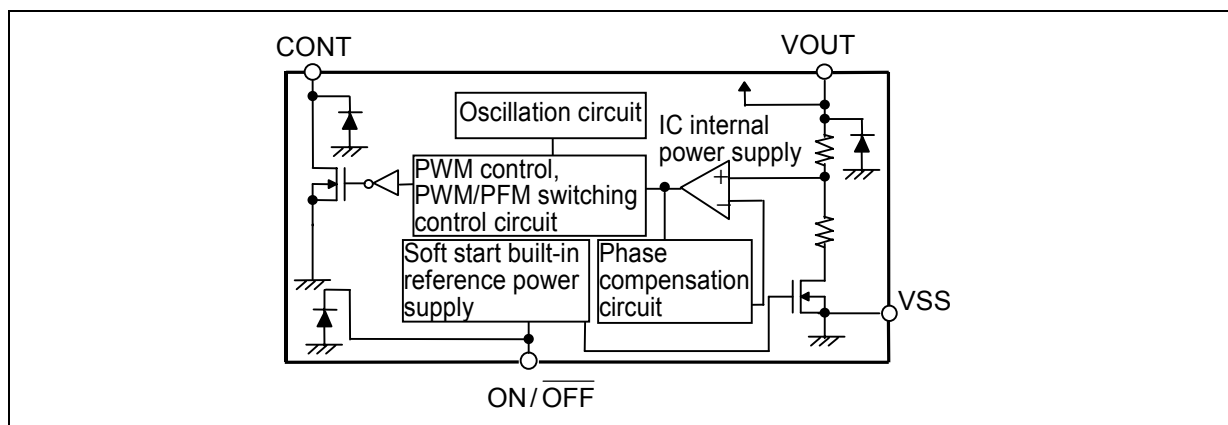 CONT
VOUT
Oscillation circuit
IC internal
power supply
PWM control,
PWM/PFM switching
control circuit
+
−
Soft start built-in
reference power
supply
Phase
compensation
circuit
VSS
ON/OFF